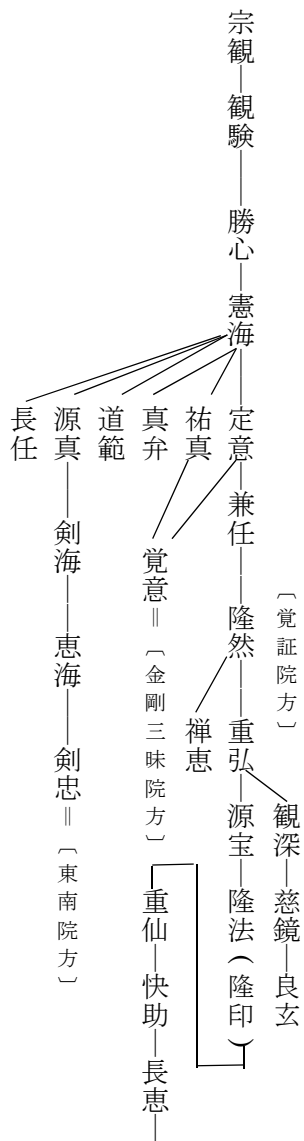 宗観―観験――勝心―憲海――定意―兼任――隆然――重弘―源宝―隆法(隆印)
〔覚証院方〕
観深―慈鏡―良玄
祐真
禅恵
真弁
覚意=〔金剛三昧院方〕
重仙―快助―長恵―
道範
源真――剣海――恵海――剣忠=〔東南院方〕
長任